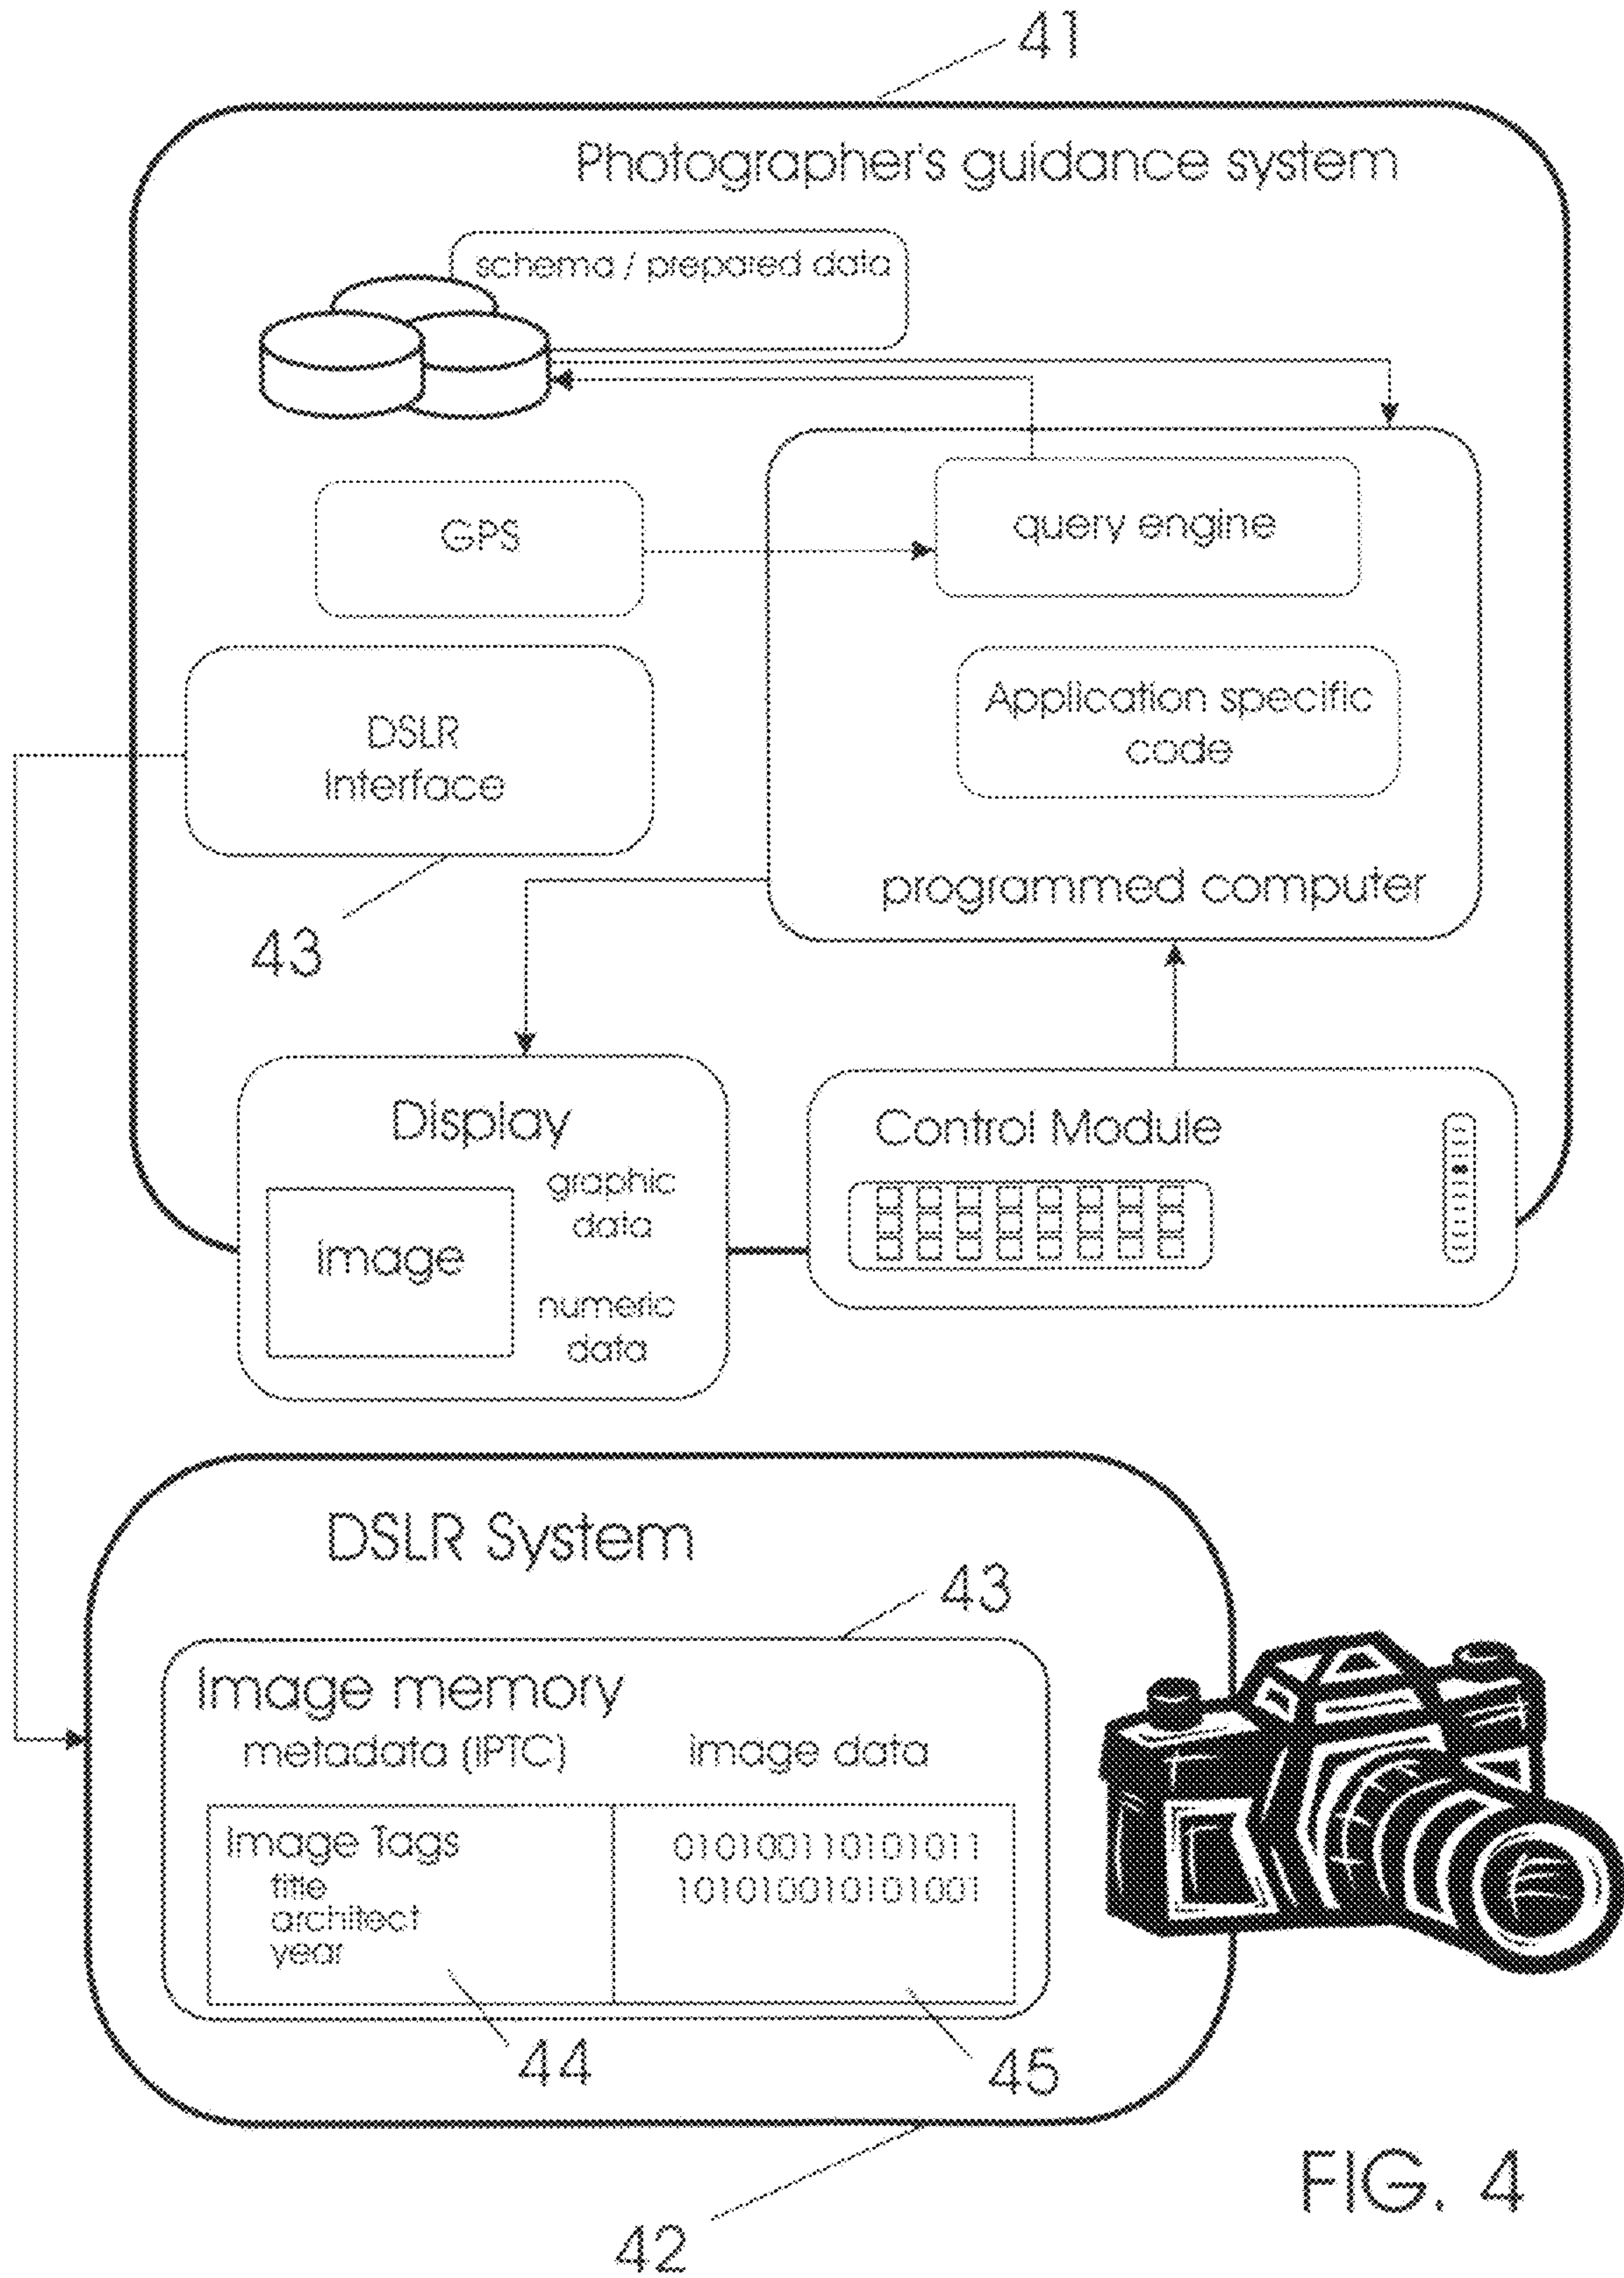 41
Photographer's guidance system
schema / prepared data
GPS
query engine
DSLR
Interface
Application specific
code
programmed computer
43
Display
graphic
data
image
numeric
data
Control Module
DSLR System
43
Image memory
metadata (IPTC)
image data
Image Tags
title
architect
year
010100110101011
101010010101001
44
45
42
FIG. 4